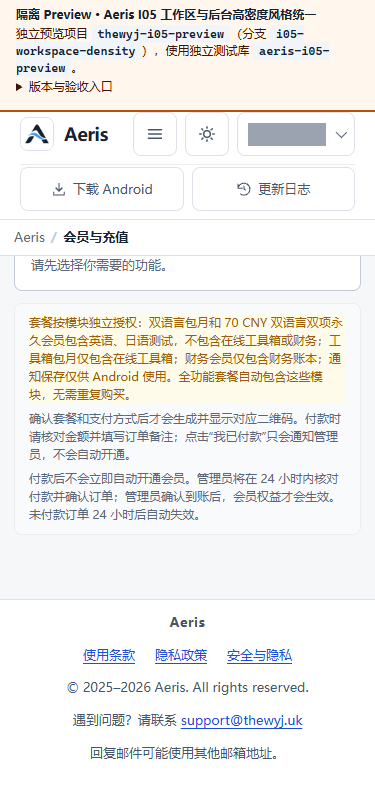 隔离 Preview · Aeris I05 工作区与后台高密度风格统一
独立预览项目 thewyj-i05-preview (分支 i05-
workspace-density ），使用独立测试库 aeris-i05-
preview 。
▶ 版本与验收入口
Aeris
下载 Android
更新日志
Aeris / 会员与充值
请先选择你需要的功能。
套餐按模块独立授权：双语言包月和 70 CNY 双语言双项永
久会员包含英语、日语测试，不包含在线工具箱或财务；工
具箱包月仅包含在线工具箱；财务会员仅包含财务账本；通
知保存仅供 Android 使用。全功能套餐自动包含这些模
块，无需重复购买。
确认套餐和支付方式后才会生成并显示对应二维码。付款时
请核对金额并填写订单备注；点击“我已付款”只会通知管理
员，不会自动开通。
付款后不会立即自动开通会员。管理员将在 24 小时内核对
付款并确认订单；管理员确认到账后，会员权益才会生效。
未付款订单 24 小时后自动失效。
Aeris
使用条款 隐私政策 安全与隐私
© 2025–2026 Aeris. All rights reserved.
遇到问题？请联系 support@thewyj.uk
回复邮件可能使用其他邮箱地址。